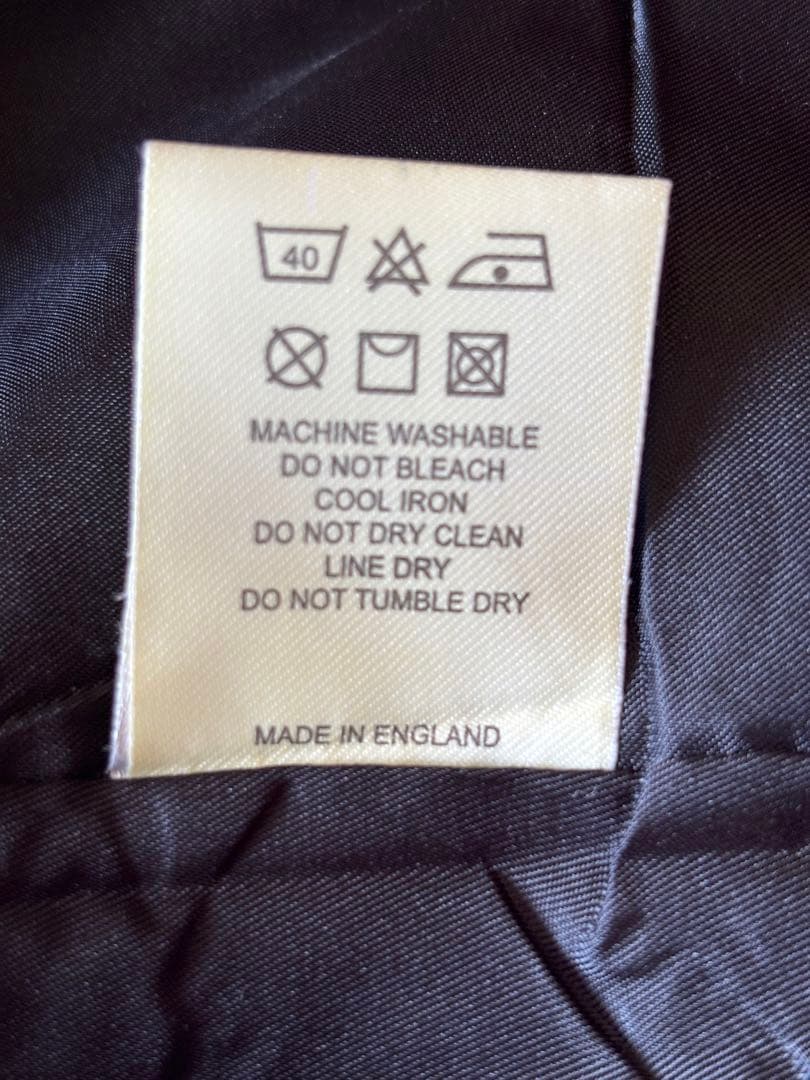 40
MACHINE WASHABLE
DO NOT BLEACH
COOL IRON
DO NOT DRY CLEAN
LINE DRY
DO NOT TUMBLE DRY
MADE IN ENGLAND